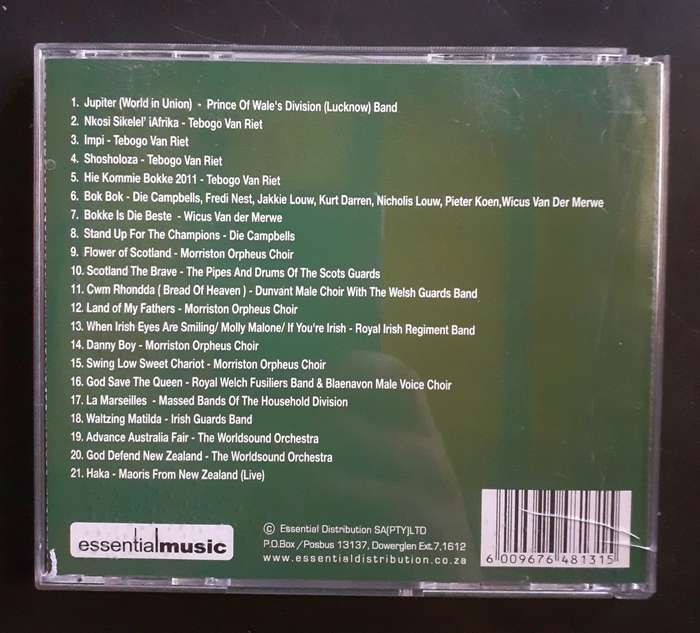 1. Jupiter (World in Union) - Prince Of Wale's Division (Lucknow) Band
2. Nkosi Sikelel' iAfrika - Tebogo Van Riet
3. Impi - Tebogo Van Riet
4. Shosholoza - Tebogo Van Riet
5. Hie Kommie Bokke 2011 - Tebogo Van Riet
6. Bok Bok - Die Campbells, Fredi Nest, Jakkie Louw, Kurt Darren, Nicholis Louw, Pieter Koen,Wicus Van Der Merwe
7. Bokke Is Die Beste - Wicus Van der Merwe
8. Stand Up For The Champions - Die Campbells
9. Flower of Scotland - Morriston Orpheus Choir
10. Scotland The Brave - The Pipes And Drums Of The Scots Guards
11. Cwm Rhondda ( Bread Of Heaven ) - Dunvant Male Choir With The Welsh Guards Band
12. Land of My Fathers - Morriston Orpheus Choir
13. When Irish Eyes Are Smiling/ Molly Malone/ If You're Irish - Royal Irish Regiment Band
14. Danny Boy - Morriston Orpheus Choir
15. Swing Low Sweet Chariot - Morriston Orpheus Choir
16. God Save The Queen - Royal Welch Fusiliers Band & Blaenavon Male Voice Choir
17. La Marseilles - Massed Bands Of The Household Division
18. Waltzing Matilda - Irish Guards Band
19. Advance Australia Fair - The Worldsound Orchestra
20. God Defend New Zealand - The Worldsound Orchestra
21. Haka - Maoris From New Zealand (Live)
essentialmusic
© Essential Distribution SA(PTY)LTD
P.O.Box /Posbus 13137, Dowerglen Ext.7,1612
www.essentialdistribution.co.za
6 009676 481315